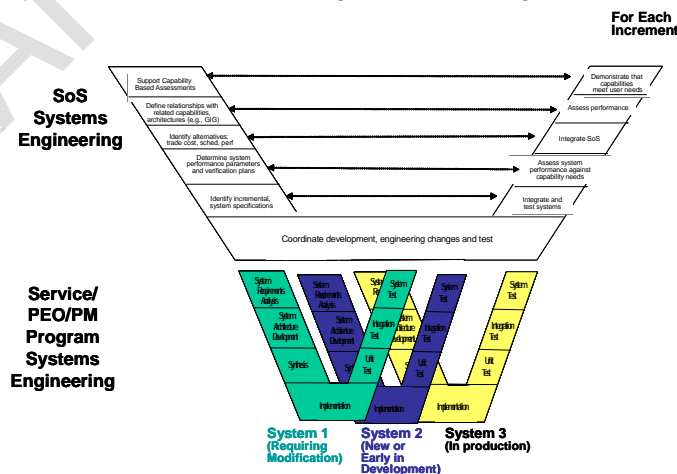 For Each
Increment
SoS
Systems
Engineering
Support Capability
Based Assessments
Define relationships with
related capabilities,
architectures (e.g., GIG)
Identify alternatives;
trade cost, sched, perf
Determine system
performance parameters
and verification plans
Identify incremental,
system specifications
Demonstrate that
capabilities
meet user needs
Assess performance
Integrate SoS
Assess system
performance against
capability needs
Integrate and
test systems
Coordinate development, engineering changes and test
Service/
PEO/PM
Program
Systems
Engineering
System
Requirements
Analysis
System
Architecture
Development
Synthesis
Implementation
System
Test
Integration
Test
Unit
Test
System
Requirements
Analysis
System
Architecture
Development
Implementation
System
Test
Integration
Test
Unit
Test
Implementation
System
Test
Integration
Test
Unit
Test
System 1
(Requiring
Modification)
System 2
(New or
Early in
Development)
System 3
(In production)